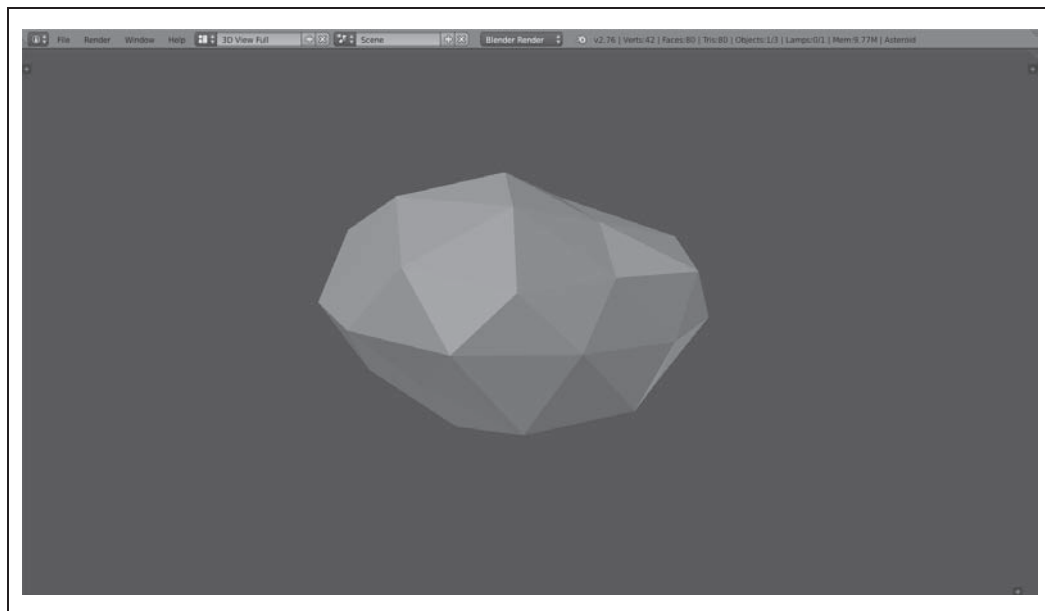 File Render Window Help 3D View Full Scene Blender Render v2.76 | Verts:42 | Faces:80 | Tris:80 | Objects:1/3 | Lamps:0/1 | Mem:9.77M | Asteroid